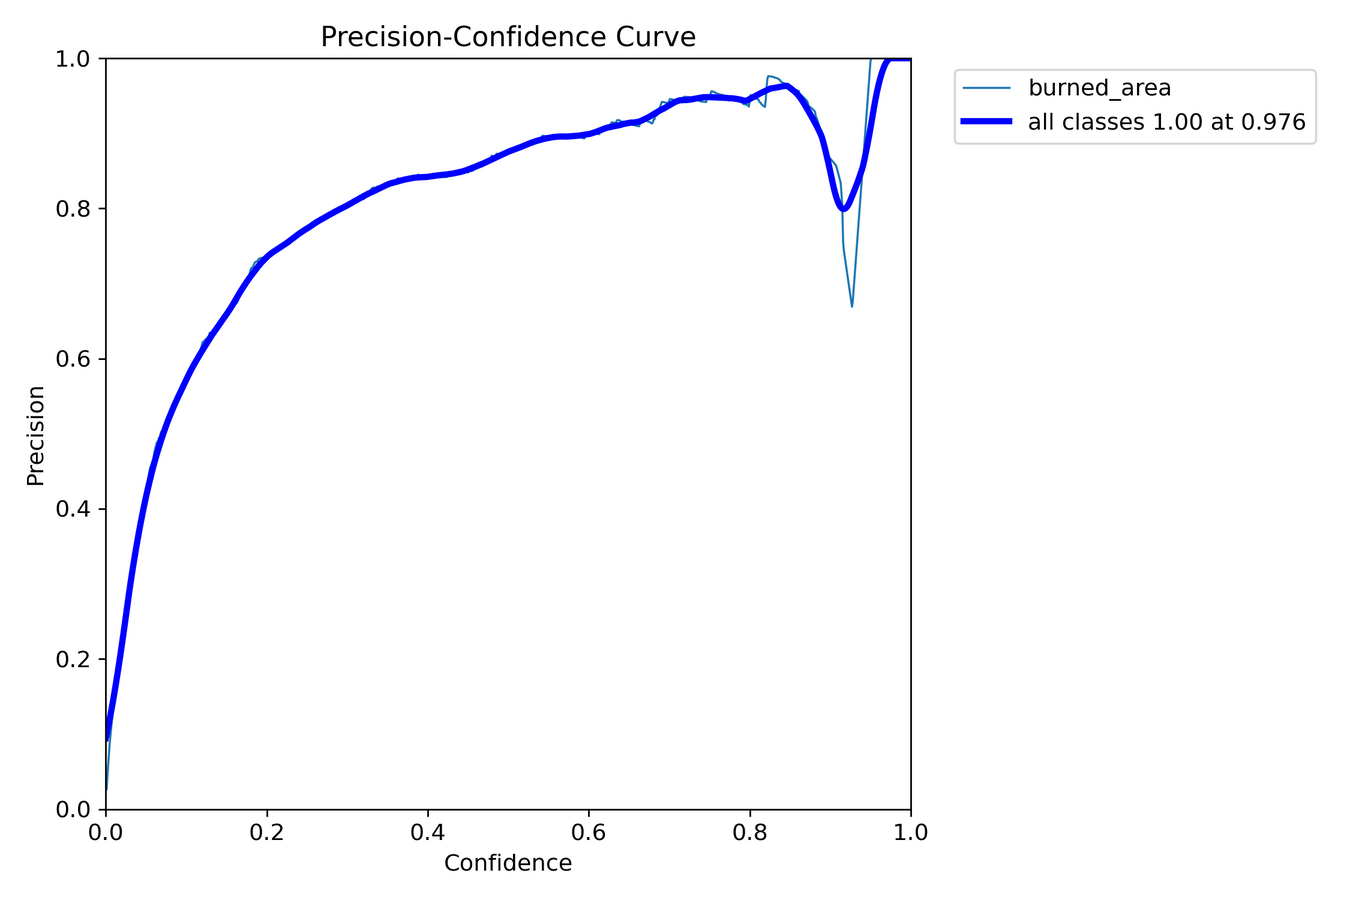 Precision-Confidence Curve
burned_area
all classes 1.00 at 0.976
Precision
1.0
0.8
0.6
0.4
0.2
0.0
0.0 0.2 0.4 0.6 0.8 1.0
Confidence